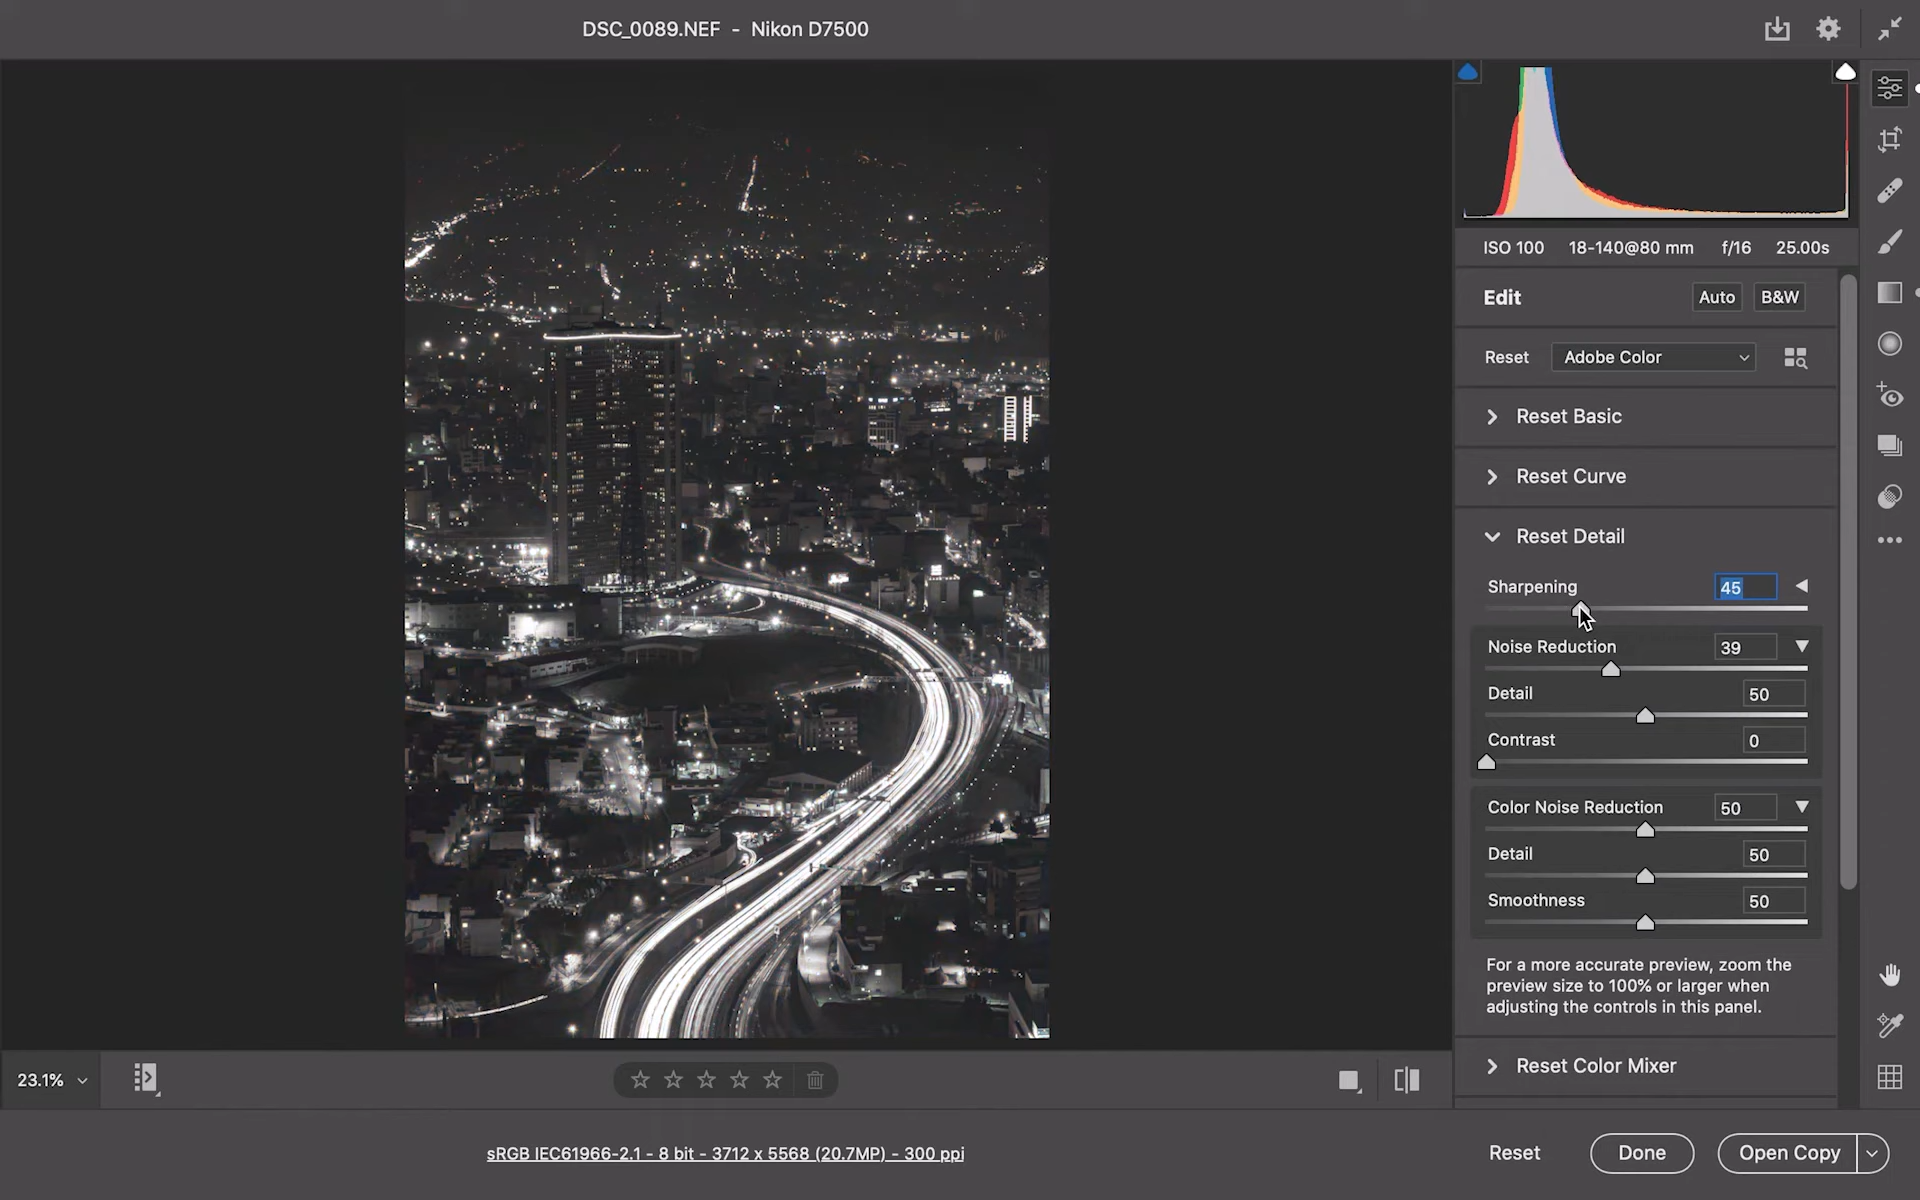 DSC_0089.NEF - Nikon D7500
ISO 100 18-140@80 mm f/16 25.00s
Edit Auto B&W
Reset Adobe Color
Reset Basic
Reset Curve
Reset Detail
Sharpening 45
Noise Reduction 39
Detail 50
Contrast 0
Color Noise Reduction 50
Detail 50
Smoothness 50
For a more accurate preview, zoom the
preview size to 100% or larger when
adjusting the controls in this panel.
Reset Color Mixer
23.1%
sRGB IEC61966-2.1 - 8 bit - 3712 x 5568 (20.7MP) - 300 ppi
Reset Done Open Copy